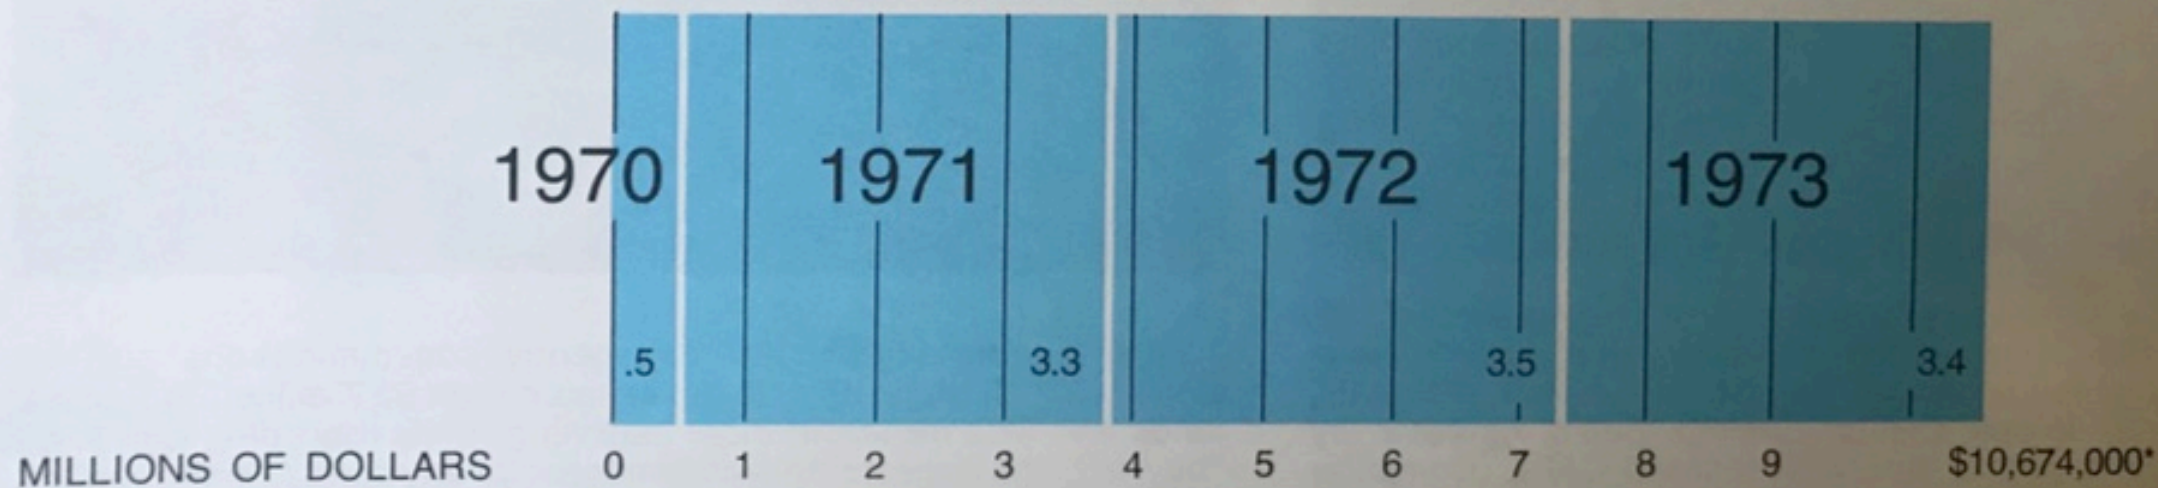 1970 1971 1972 1973
.5 3.3 3.5 3.4
MILLIONS OF DOLLARS 0 1 2 3 4 5 6 7 8 9 $10,674,000*